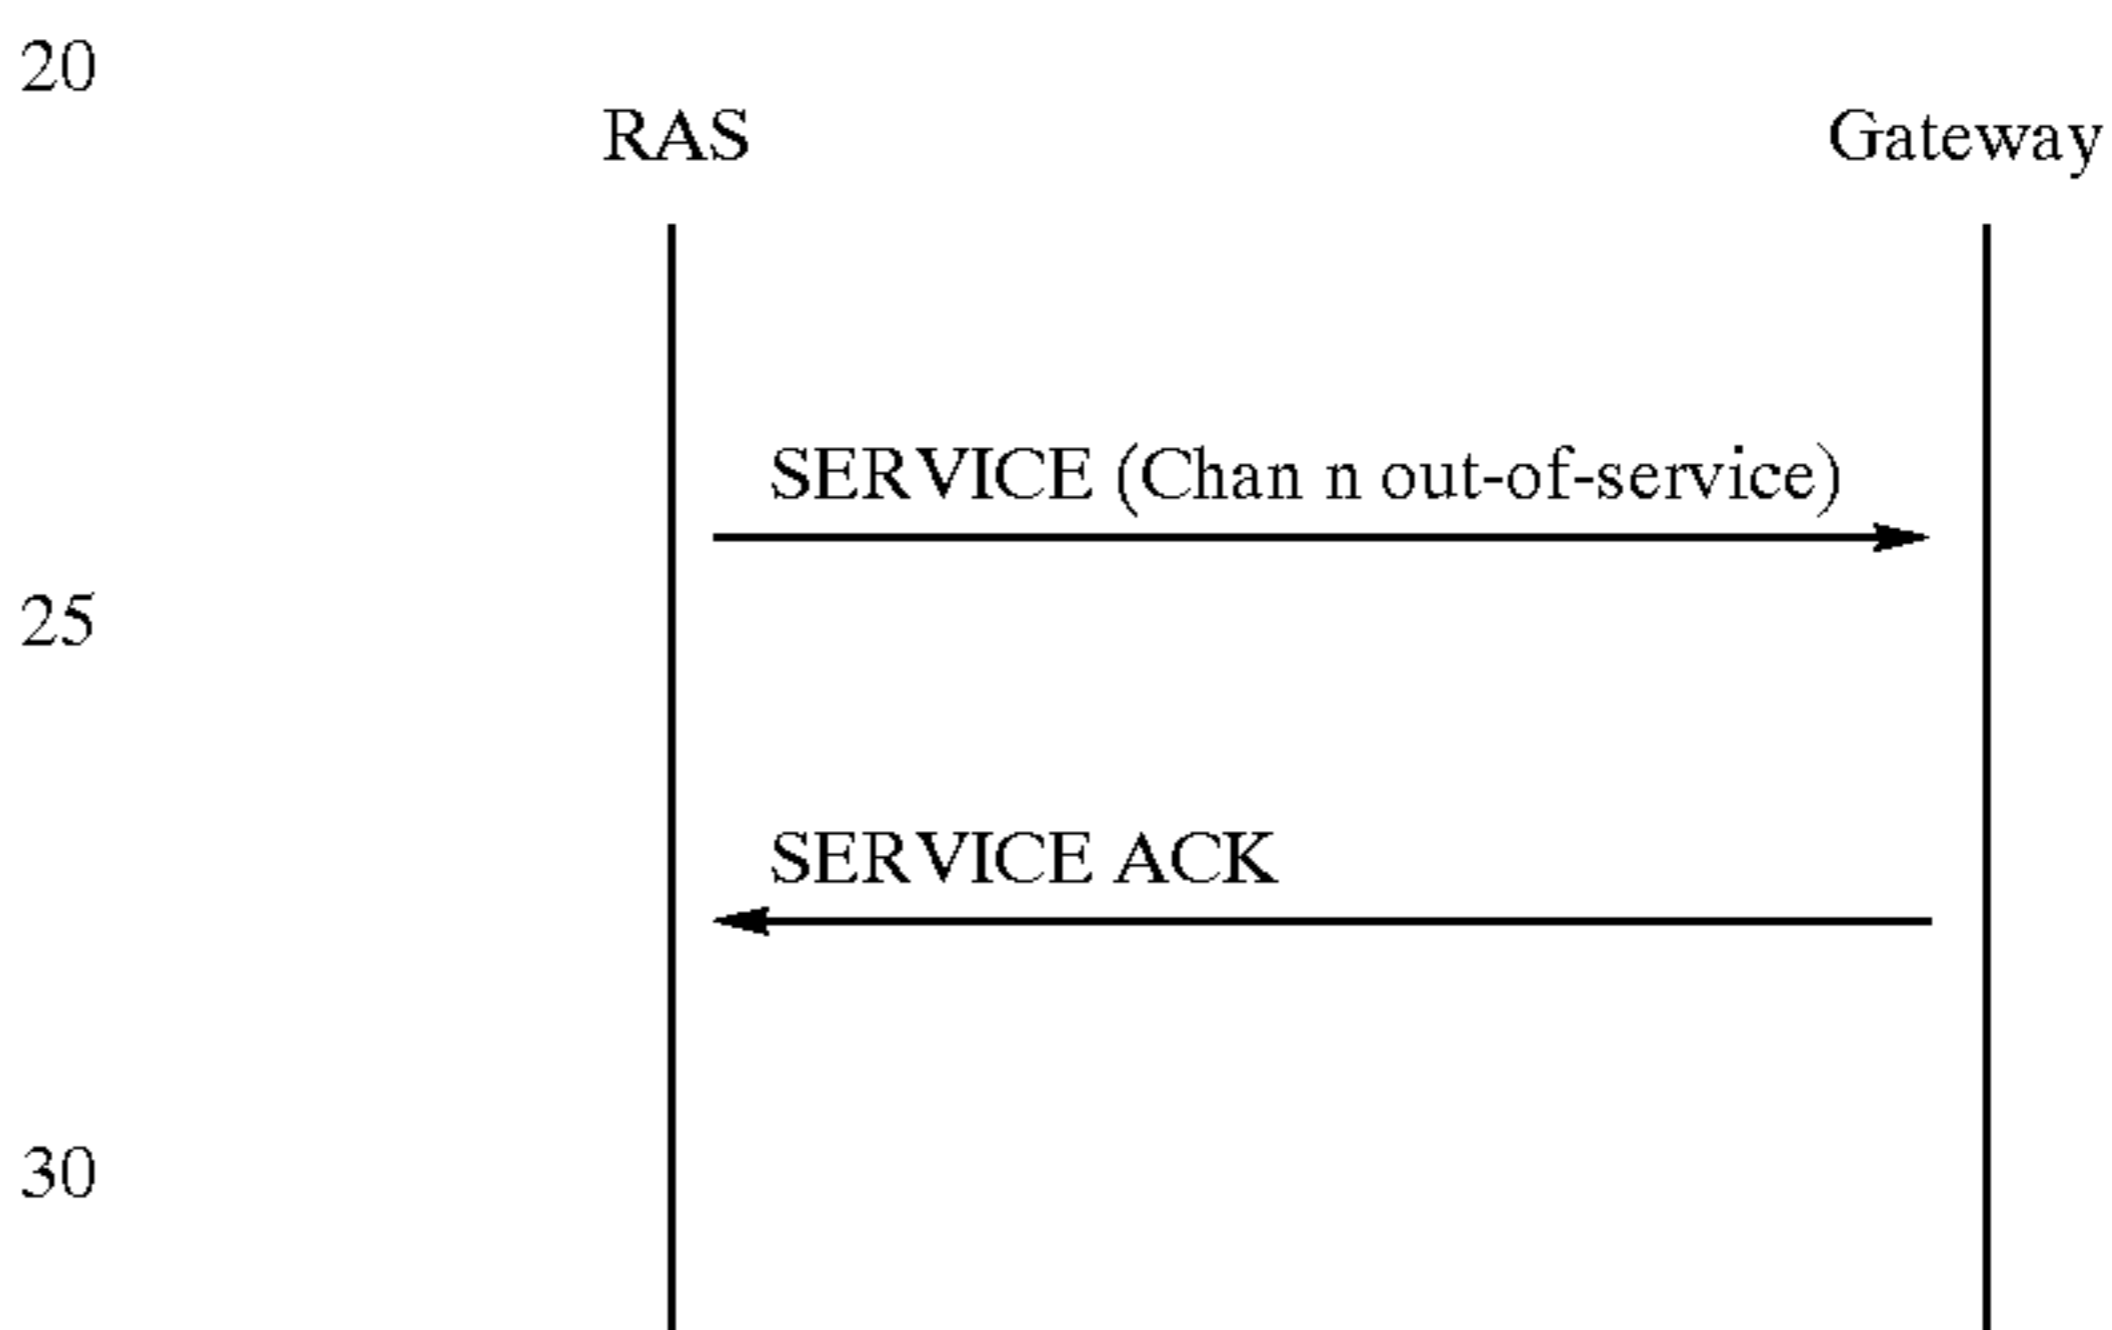 20
RAS Gateway
SERVICE (Chan n out-of-service)
25
SERVICE ACK
30